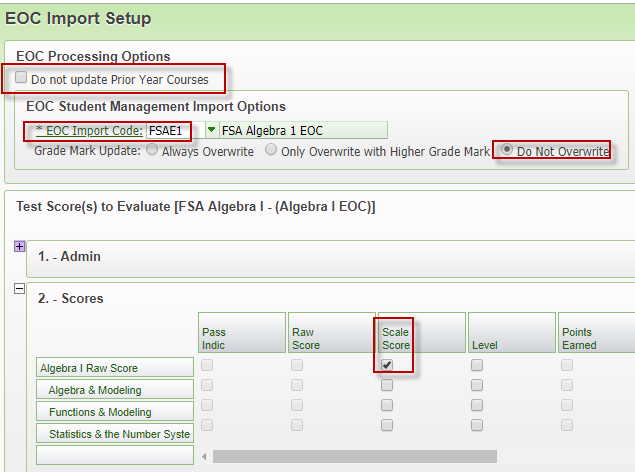 EOC Import Setup
EOC Processing Options
Do not update Prior Year Courses
EOC Student Management Import Options
* EOC Import Code: FSAE1 FSA Algebra 1 EOC
Grade Mark Update: Always Overwrite Only Overwrite with Higher Grade Mark Do Not Overwrite
Test Score(s) to Evaluate [FSA Algebra I - (Algebra I EOC)]
1. - Admin
2. - Scores
Pass Indic
Raw Score
Scale Score
Level
Points Earned
Algebra I Raw Score
Algebra & Modeling
Functions & Modeling
Statistics & the Number Syste